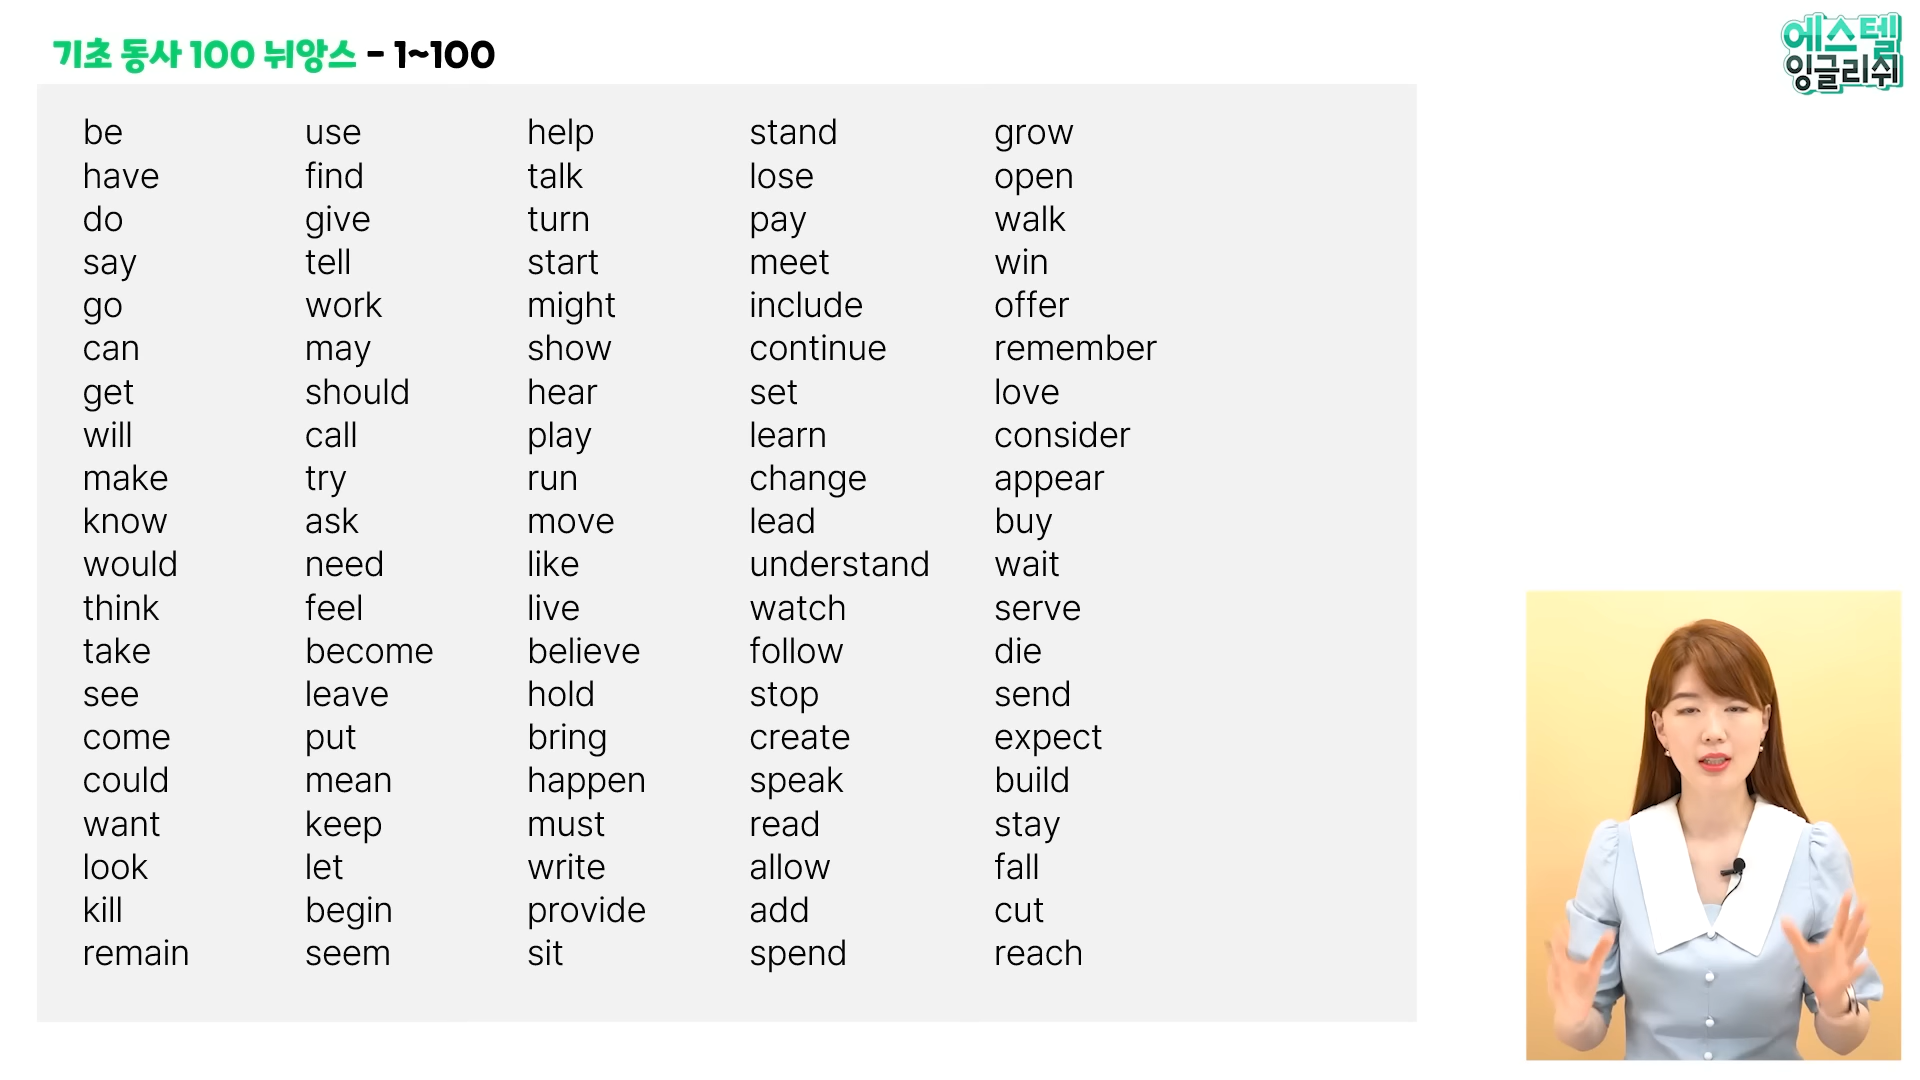 기초 동사 100 뉘앙스 - 1~100
에스텔
잉글리쉬
be use help stand grow
have find talk lose open
do give turn pay walk
say tell start meet win
go work might include offer
can may show continue remember
get should hear set love
will call play learn consider
make try run change appear
know ask move lead buy
would need like understand wait
think feel live watch serve
take become believe follow die
see leave hold stop send
come put bring create expect
could mean happen speak build
want keep must read stay
look let write allow fall
kill begin provide add cut
remain seem sit spend reach